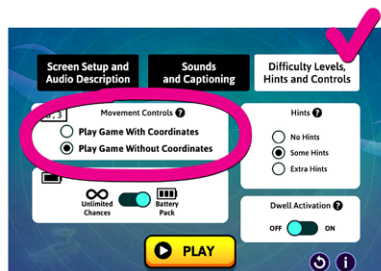 Screen Setup and
Audio Description
Sounds
and Captioning
Difficulty Levels,
Hints and Controls
Movement Controls ?
Play Game With Coordinates
Play Game Without Coordinates
Unlimited
Chances
Battery
Pack
Hints ?
No Hints
Some Hints
Extra Hints
Dwell Activation ?
OFF
ON
PLAY